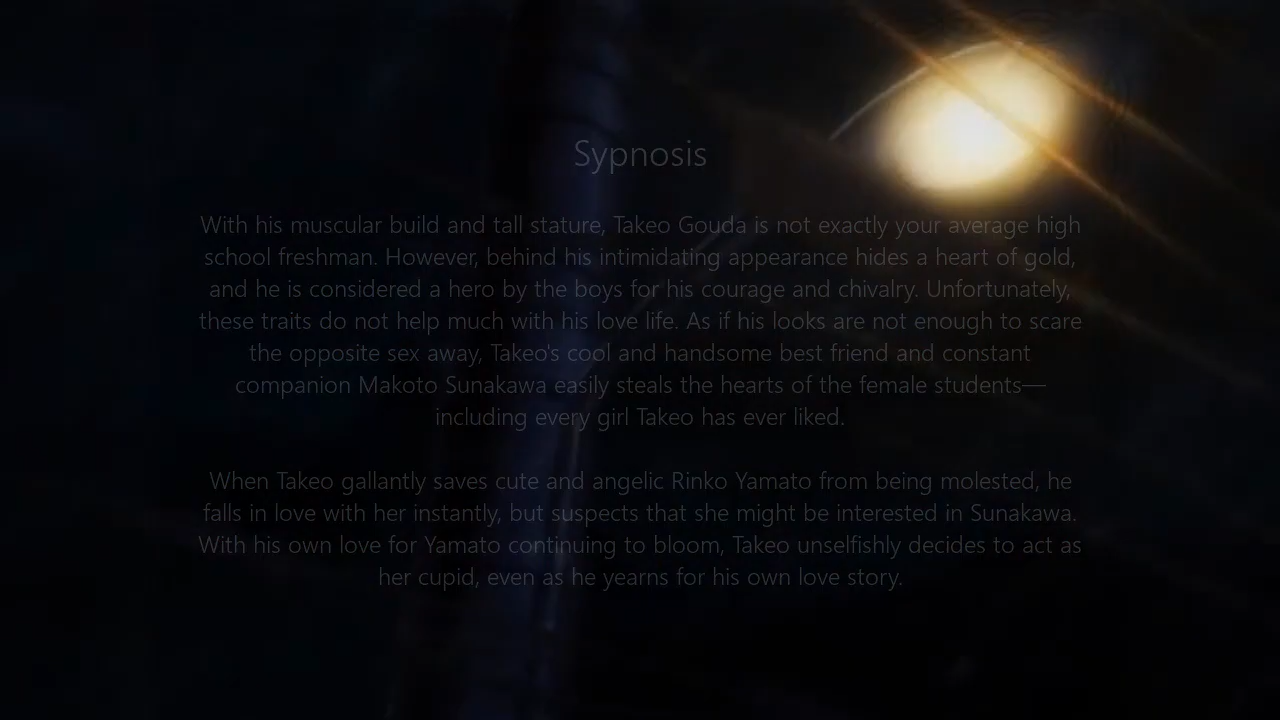 Sypnosis
With his muscular build and tall stature, Takeo Gouda is not exactly your average high
school freshman. However, behind his intimidating appearance hides a heart of gold,
and he is considered a hero by the boys for his courage and chivalry. Unfortunately,
these traits do not help much with his love life. As if his looks are not enough to scare
the opposite sex away, Takeo's cool and handsome best friend and constant
companion Makoto Sunakawa easily steals the hearts of the female students—
including every girl Takeo has ever liked.
When Takeo gallantly saves cute and angelic Rinko Yamato from being molested, he
falls in love with her instantly, but suspects that she might be interested in Sunakawa.
With his own love for Yamato continuing to bloom, Takeo unselfishly decides to act as
her cupid, even as he yearns for his own love story.